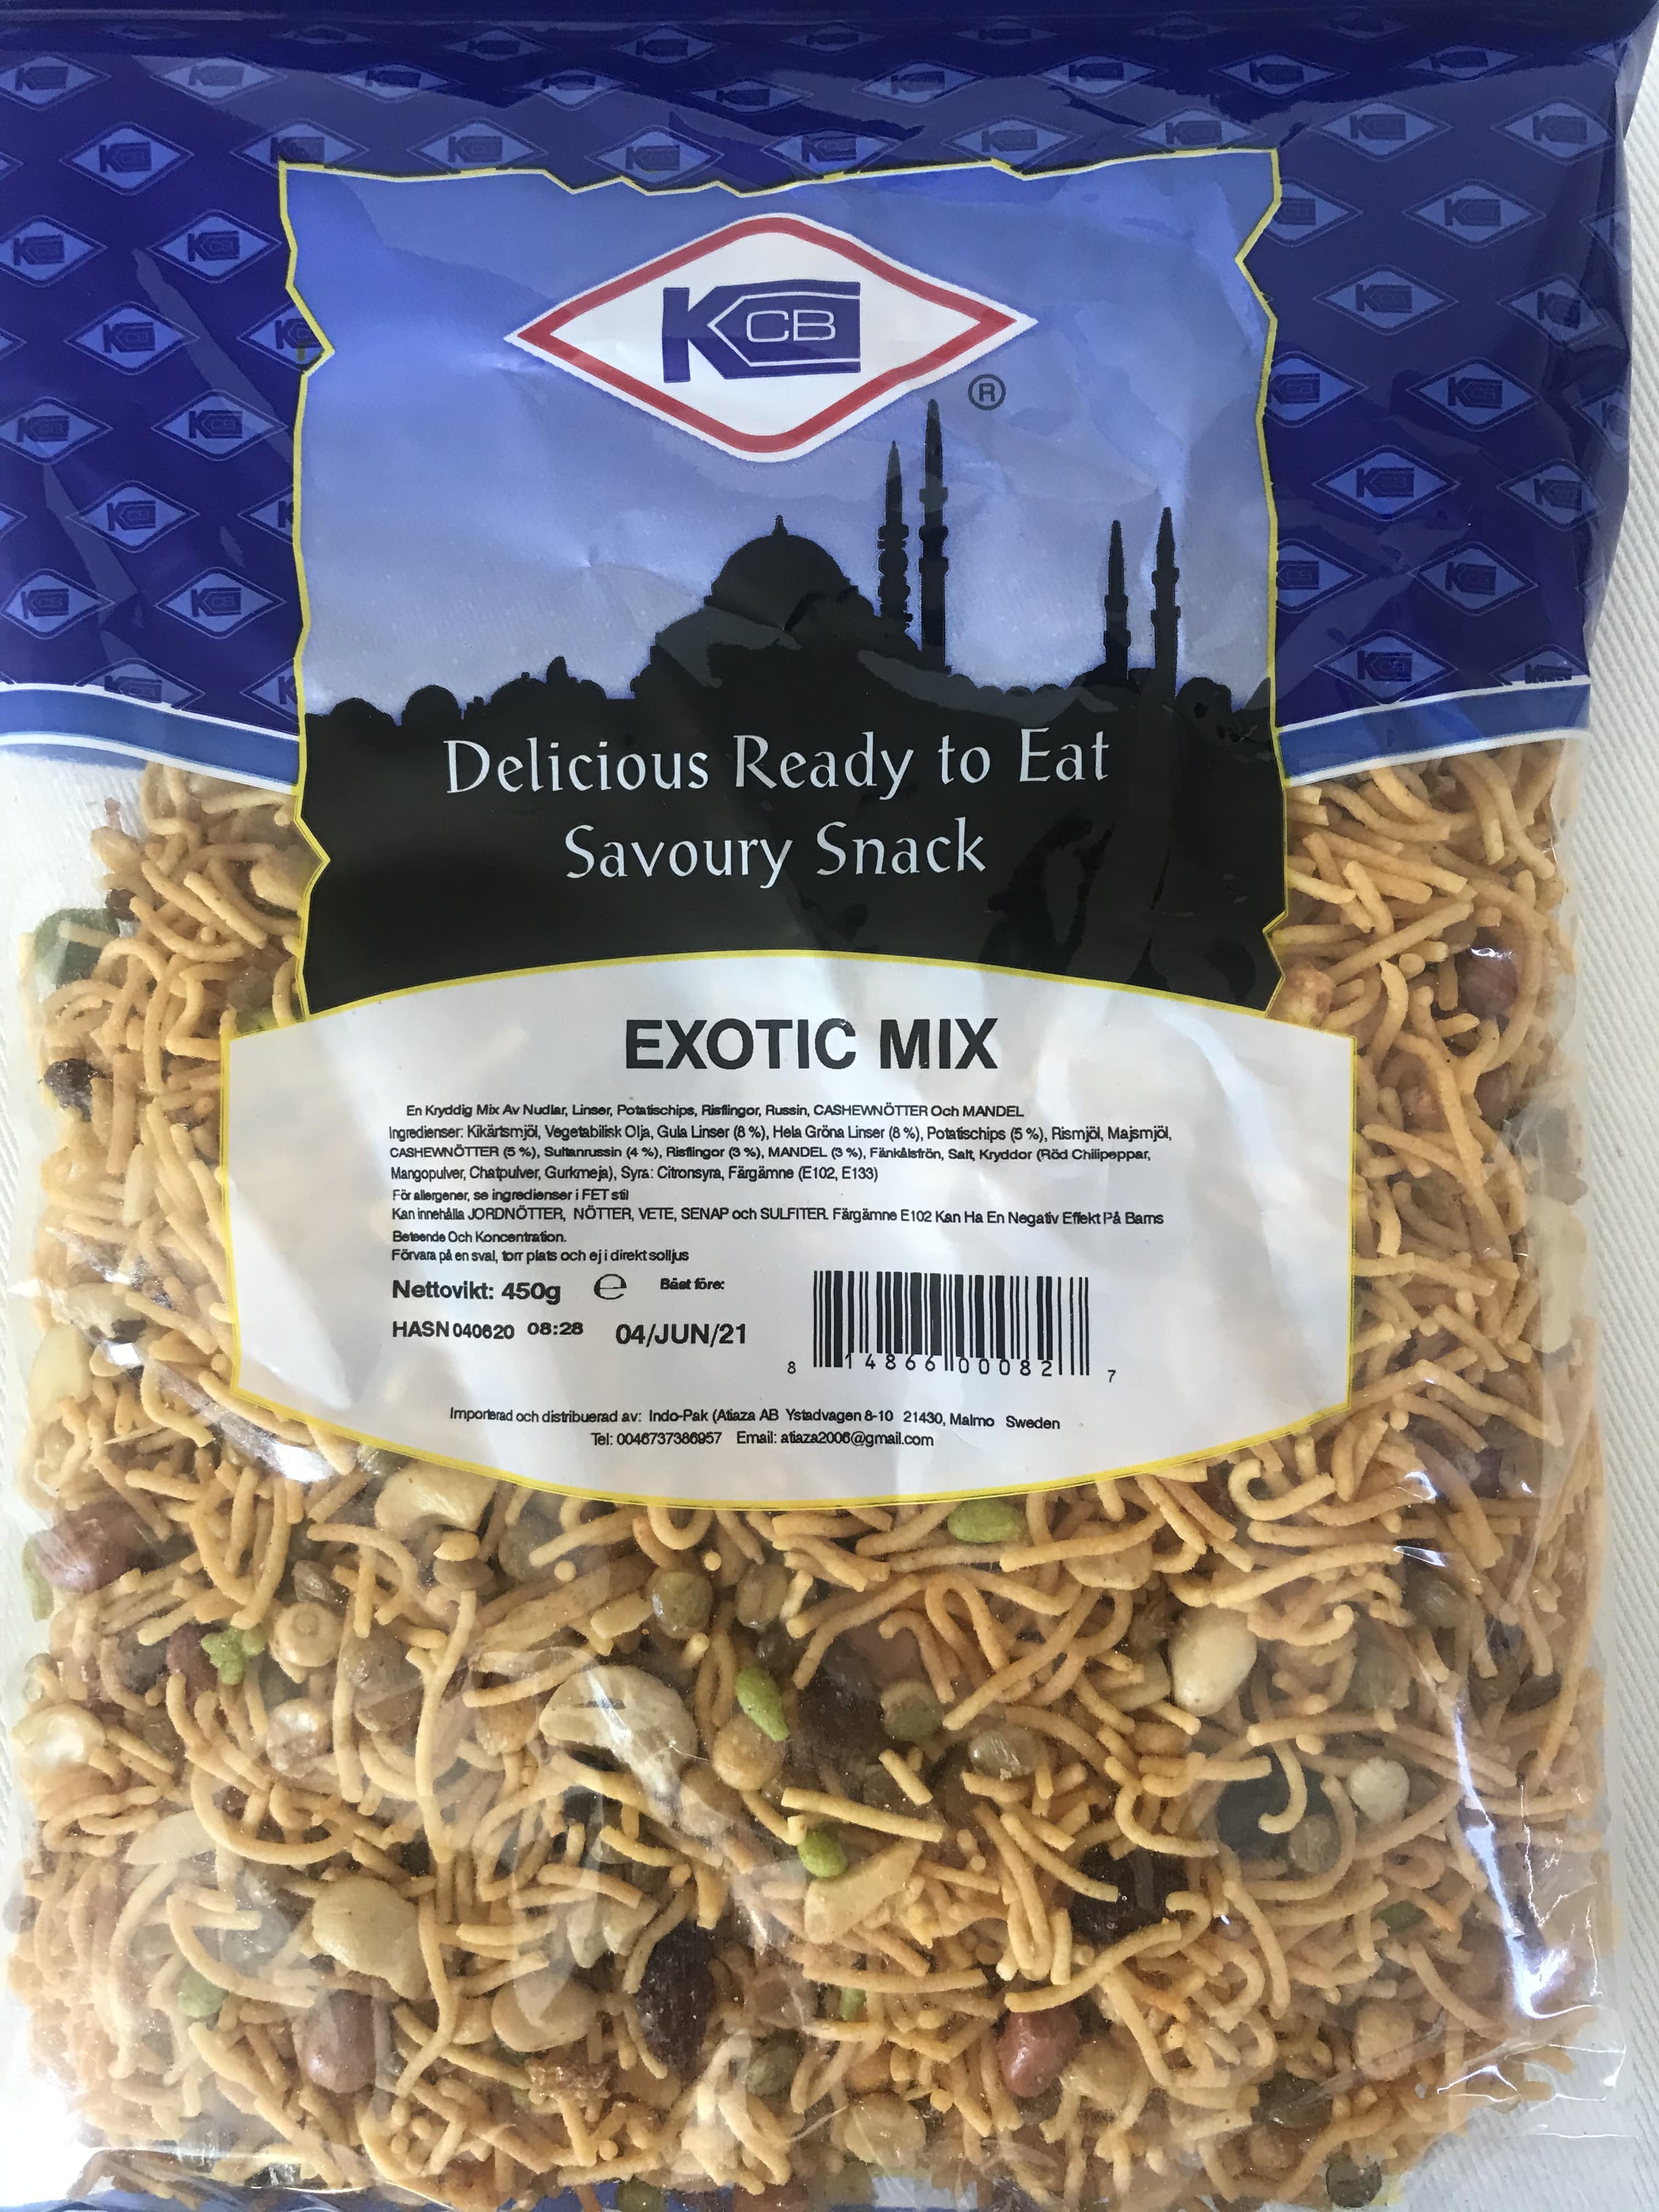 KCB
®
Delicious Ready to Eat
Savoury Snack
EXOTIC MIX
En Kryddig Mix Av Nudlar, Linser, Potatischips, Risflingor, Russin, CASHEWNÖTTER Och MANDEL
Ingredienser: Kikärtsmjöl, Vegetabilisk Olja, Gula Linser (8 %), Hela Gröna Linser (8 %), Potatischips (5 %), Rismjöl, Majsmjöl,
CASHEWNÖTTER (5 %), Sultanrussin (4 %), Risflingor (3 %), MANDEL (3 %), Fänkålsfrön, Salt, Kryddor (Röd Chilipeppar,
Mangopulver, Chatpulver, Gurkmeja), Syra: Citronsyra, Färgämne (E102, E133)
För allergener, se ingredienser i FET stil
Kan innehålla JORDNÖTTER, NÖTTER, VETE, SENAP och SULFITER. Färgämne E102 Kan Ha En Negativ Effekt På Barns
Beteende Och Koncentration.
Förvara på en sval, torr plats och ej i direkt solljus
Nettovikt: 450g e Bäst före:
HASN 040620 08:28 04/JUN/21
8 14866 00082 7
Importerad och distribuerad av: Indo-Pak (Atiaza AB Ystadvagen 8-10 21430, Malmo Sweden
Tel: 0046737386957 Email: atiaza2006@gmail.com